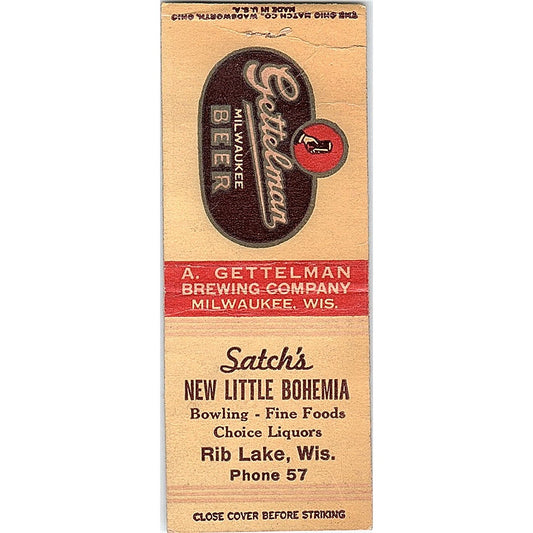 THE OHIO MATCH CO. WADSWORTH, OHIO
MADE IN U.S.A.
Gettelman
MILWAUKEE
BEER
A. GETTELMAN
BREWING COMPANY
MILWAUKEE, WIS.
Satch's
NEW LITTLE BOHEMIA
Bowling - Fine Foods
Choice Liquors
Rib Lake, Wis.
Phone 57
CLOSE COVER BEFORE STRIKING